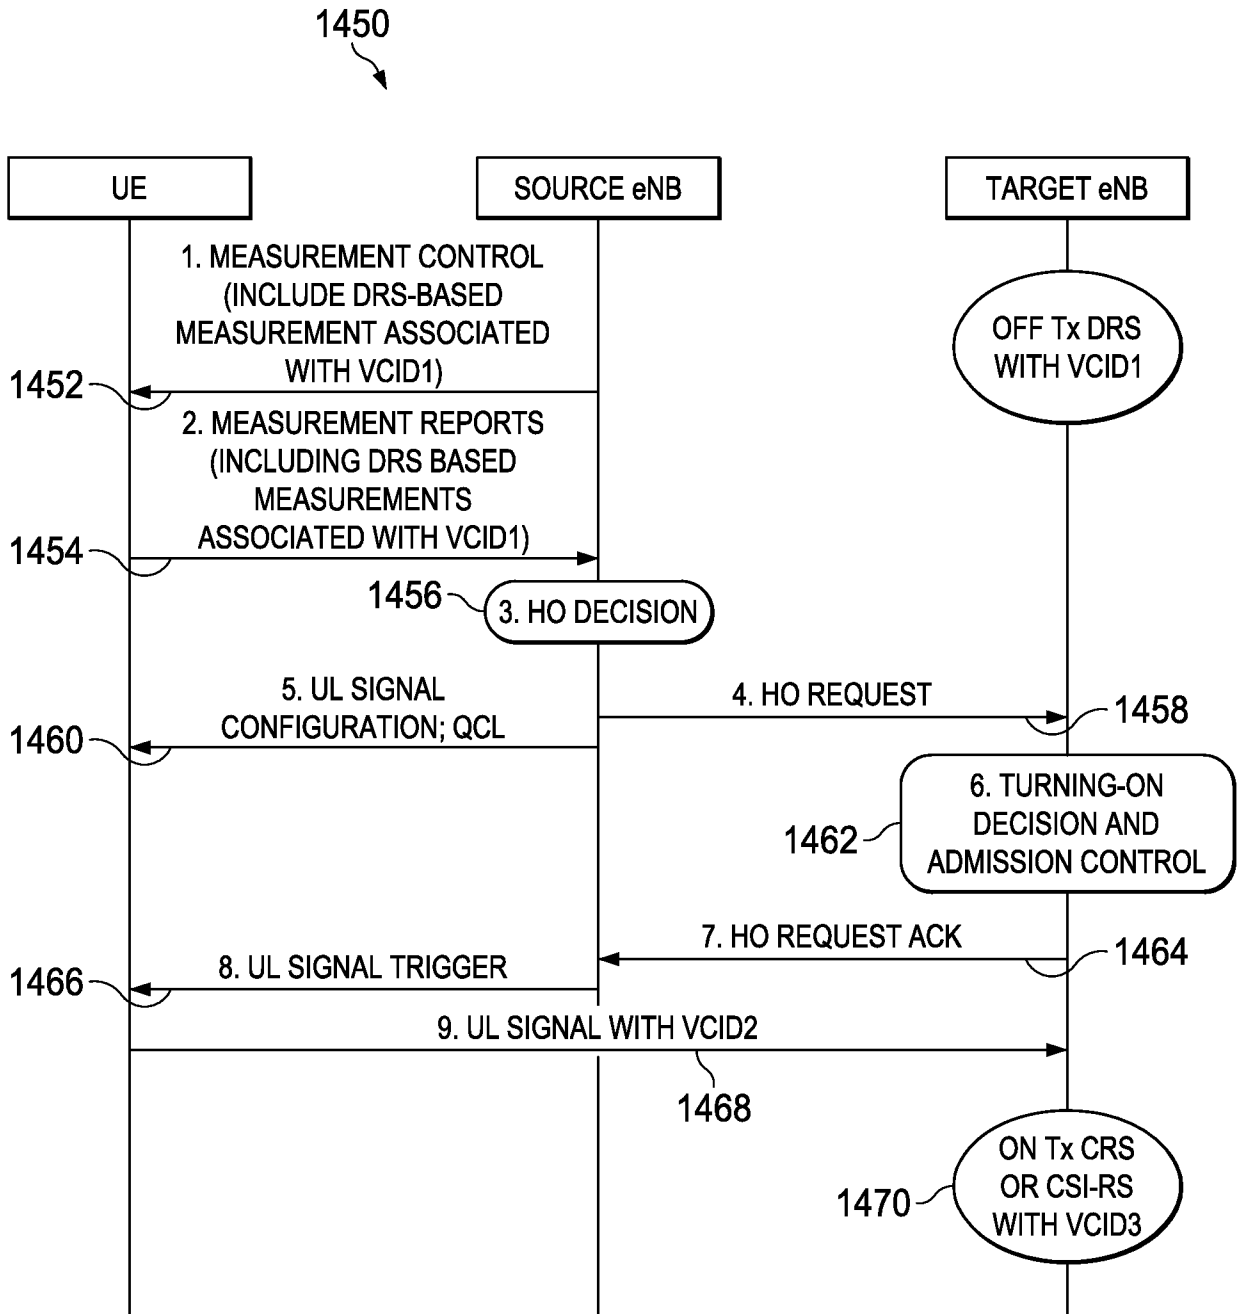 1450
UE
SOURCE eNB
TARGET eNB
1. MEASUREMENT CONTROL
(INCLUDE DRS-BASED
MEASUREMENT ASSOCIATED
WITH VCID1)
1452
OFF Tx DRS
WITH VCID1
2. MEASUREMENT REPORTS
(INCLUDING DRS BASED
MEASUREMENTS
ASSOCIATED WITH VCID1)
1454
1456
3. HO DECISION
5. UL SIGNAL
CONFIGURATION; QCL
1460
4. HO REQUEST
1458
6. TURNING-ON
DECISION AND
ADMISSION CONTROL
1462
7. HO REQUEST ACK
1464
8. UL SIGNAL TRIGGER
1466
9. UL SIGNAL WITH VCID2
1468
ON Tx CRS
OR CSI-RS
WITH VCID3
1470